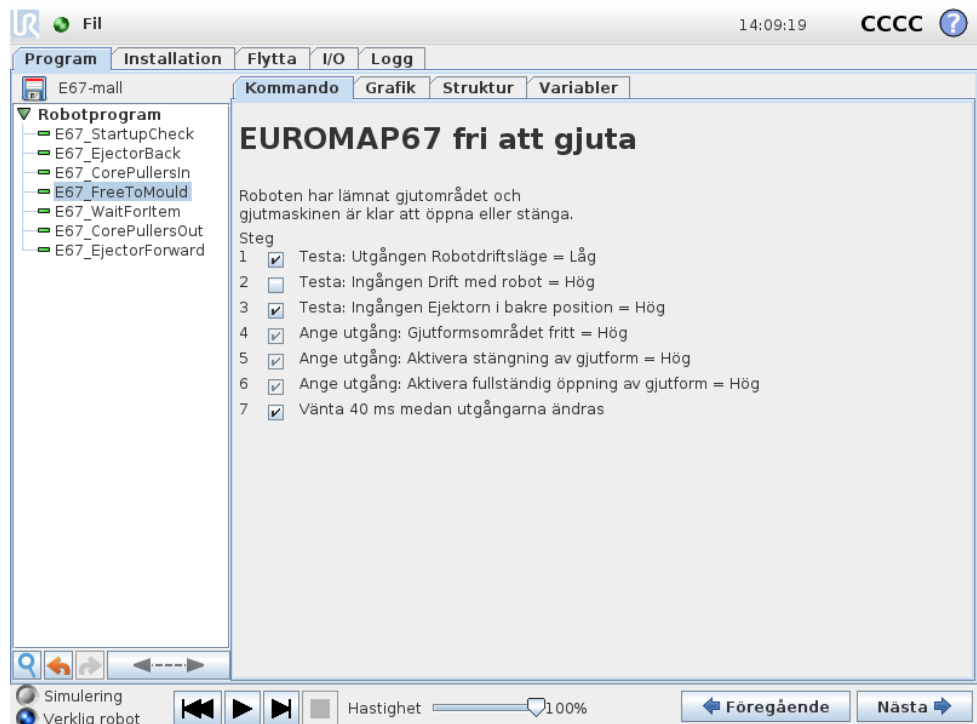 UR Fil 14:09:19 CCCC ?
Program Installation Flytta I/O Logg
E67-mall Kommando Grafik Struktur Variabler
Robotprogram
E67_StartupCheck
E67_EjectorBack
E67_CorePullersIn
E67_FreeToMould
E67_WaitForItem
E67_CorePullersOut
E67_EjectorForward
EUROMAP67 fri att gjuta
Roboten har lämnat gjutområdet och
gjutmaskinen är klar att öppna eller stänga.
Steg
1 Testa: Utgången Robotdriftsläge = Låg
2 Testa: Ingången Drift med robot = Hög
3 Testa: Ingången Ejektorn i bakre position = Hög
4 Ange utgång: Gjutformsområdet fritt = Hög
5 Ange utgång: Aktivera stängning av gjutform = Hög
6 Ange utgång: Aktivera fullständig öppning av gjutform = Hög
7 Vänta 40 ms medan utgångarna ändras
Simulering
Verklig robot
Hastighet 100% Föregående Nästa